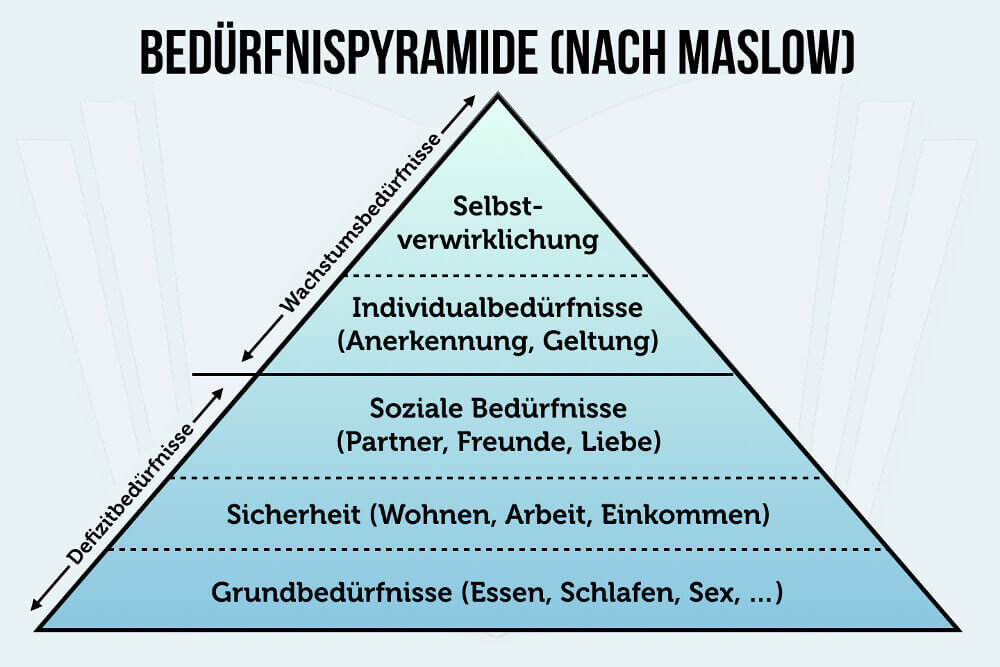 BEDÜRFNISPYRAMIDE (NACH MASLOW)
Wachstumsbedürfnisse
Selbst-
verwirklichung
Individualbedürfnisse
(Anerkennung, Geltung)
Defizitbedürfnisse
Soziale Bedürfnisse
(Partner, Freunde, Liebe)
Sicherheit (Wohnen, Arbeit, Einkommen)
Grundbedürfnisse (Essen, Schlafen, Sex, ...)